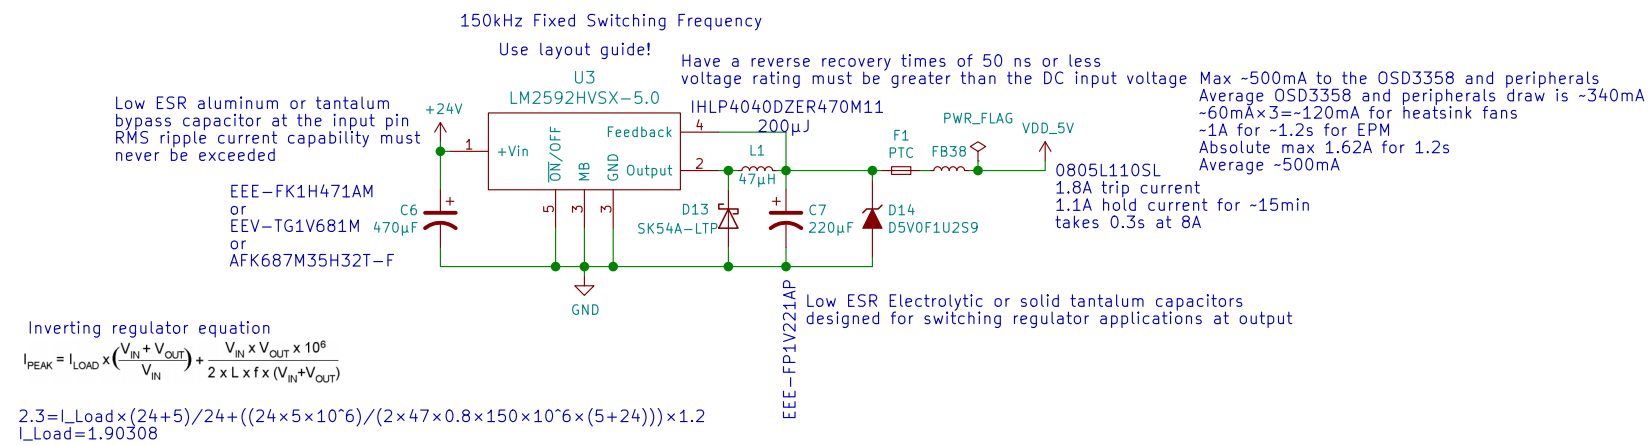 150kHz Fixed Switching Frequency
Use layout guide!
Have a reverse recovery times of 50 ns or less
voltage rating must be greater than the DC input voltage
Max ~500mA to the OSD3358 and peripherals
Average OSD3358 and peripherals draw is ~340mA
~60mA×3=~120mA for heatsink fans
~1A for ~1.2s for EPM
Absolute max 1.62A for 1.2s
Average ~500mA
Low ESR aluminum or tantalum
bypass capacitor at the input pin
RMS ripple current capability must
never be exceeded
+24V
U3
LM2592HVSX-5.0
IHLP4040DZER470M11
200µJ
1
+Vin
ON/OFF
MB
GND
Feedback
Output
4
2
5
3
3
L1
47µH
F1
PTC
FB38
PWR_FLAG
VDD_5V
0805L110SL
1.8A trip current
1.1A hold current for ~15min
takes 0.3s at 8A
EEE-FK1H471AM
or
EEV-TG1V681M
or
AFK687M35H32T-F
C6
470µF
+
D13
SK54A-LTP
+
C7
220µF
D14
D5V0F1U2S9
GND
EEE-FP1V221AP
Low ESR Electrolytic or solid tantalum capacitors
designed for switching regulator applications at output
Inverting regulator equation
I_PEAK = I_LOAD x ((V_IN + V_OUT)/V_IN) + (V_IN x V_OUT x 10^6)/(2 x L x f x (V_IN+V_OUT))
2.3=I_Load×(24+5)/24+((24×5×10^6)/(2×47×0.8×150×10^6×(5+24)))×1.2
I_Load=1.90308